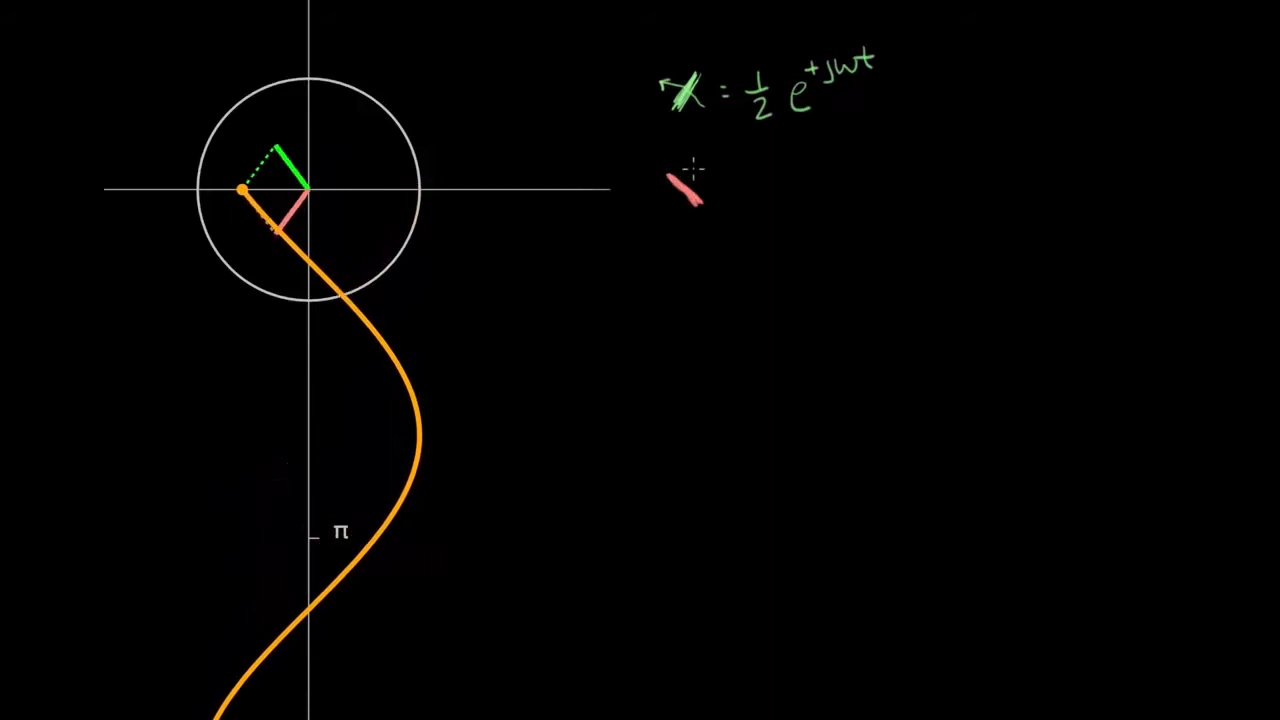 = 1/2 e^{+jωt}
π